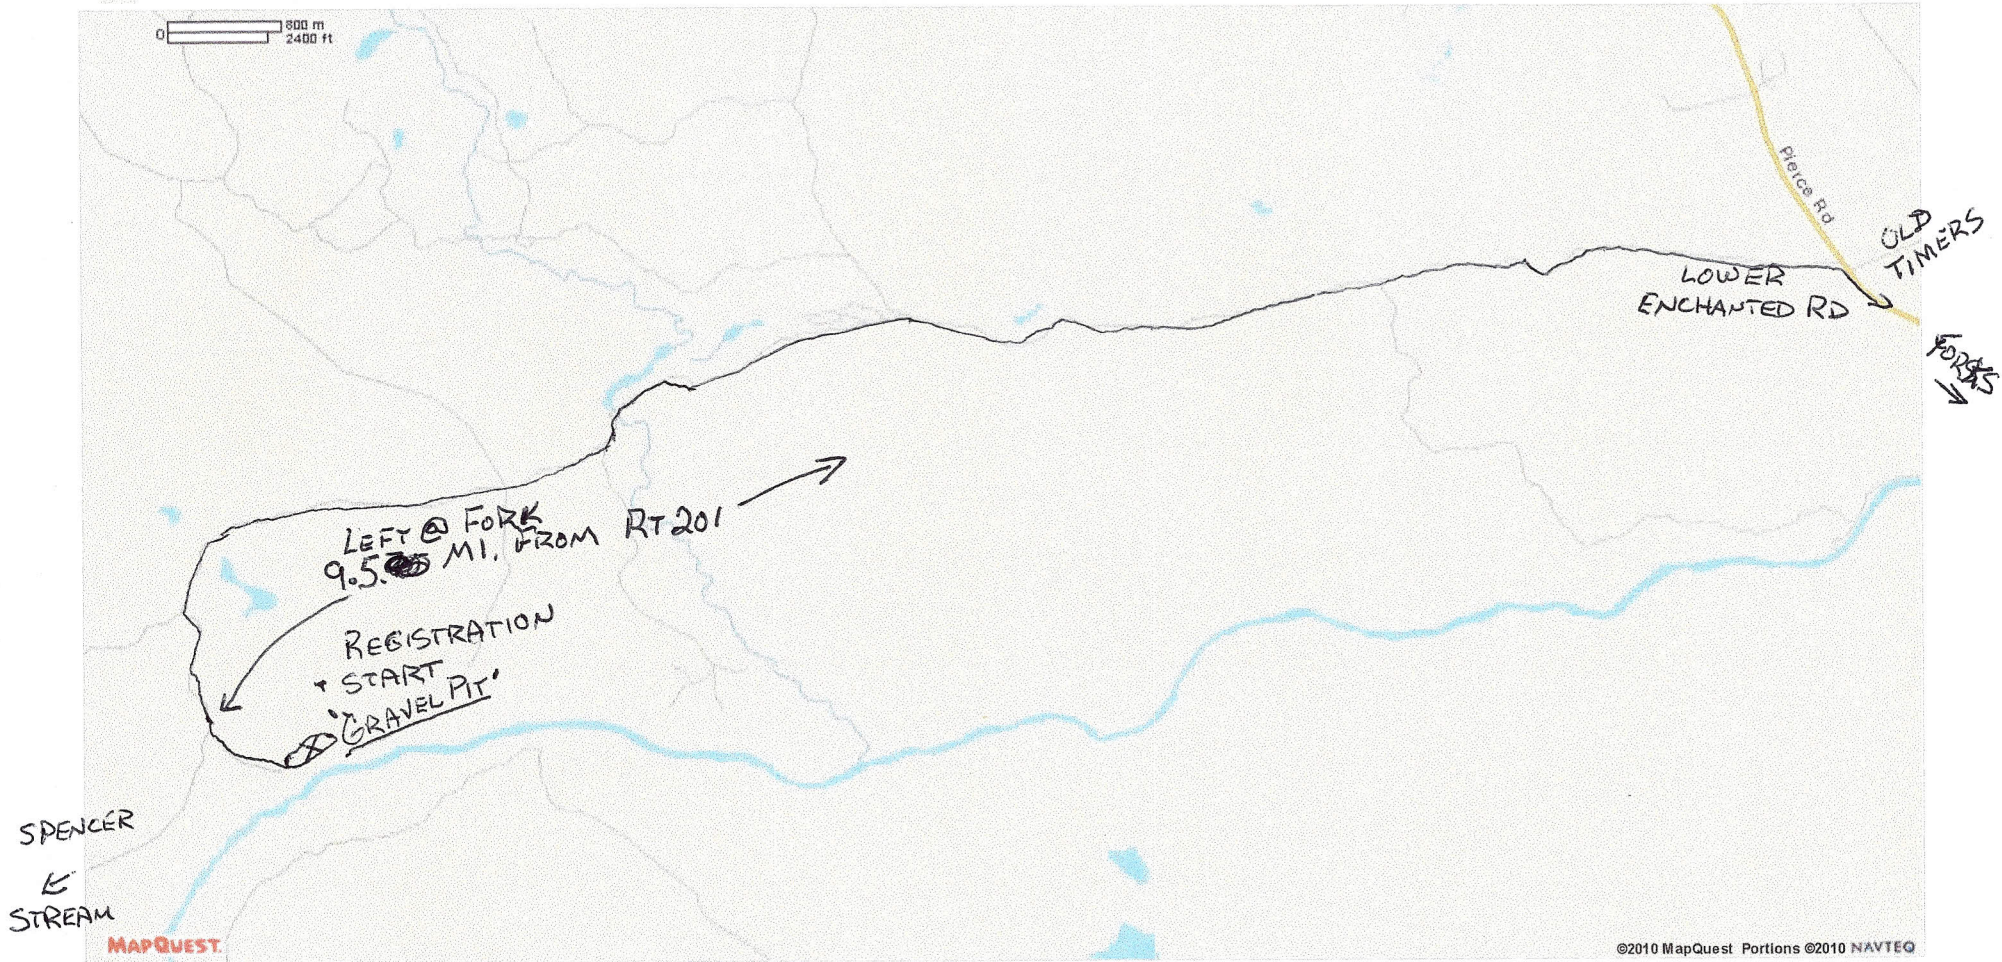 0
800 m
2400 ft
Pierce Rd
OLD
TIMERS
LOWER
ENCHANTED RD
FORKS
LEFT @ FORK
9.5 MI. FROM RT 201
REGISTRATION
+ START
"GRAVEL PIT"
SPENCER
STREAM
MAPQUEST.
©2010 MapQuest Portions ©2010 NAVTEQ